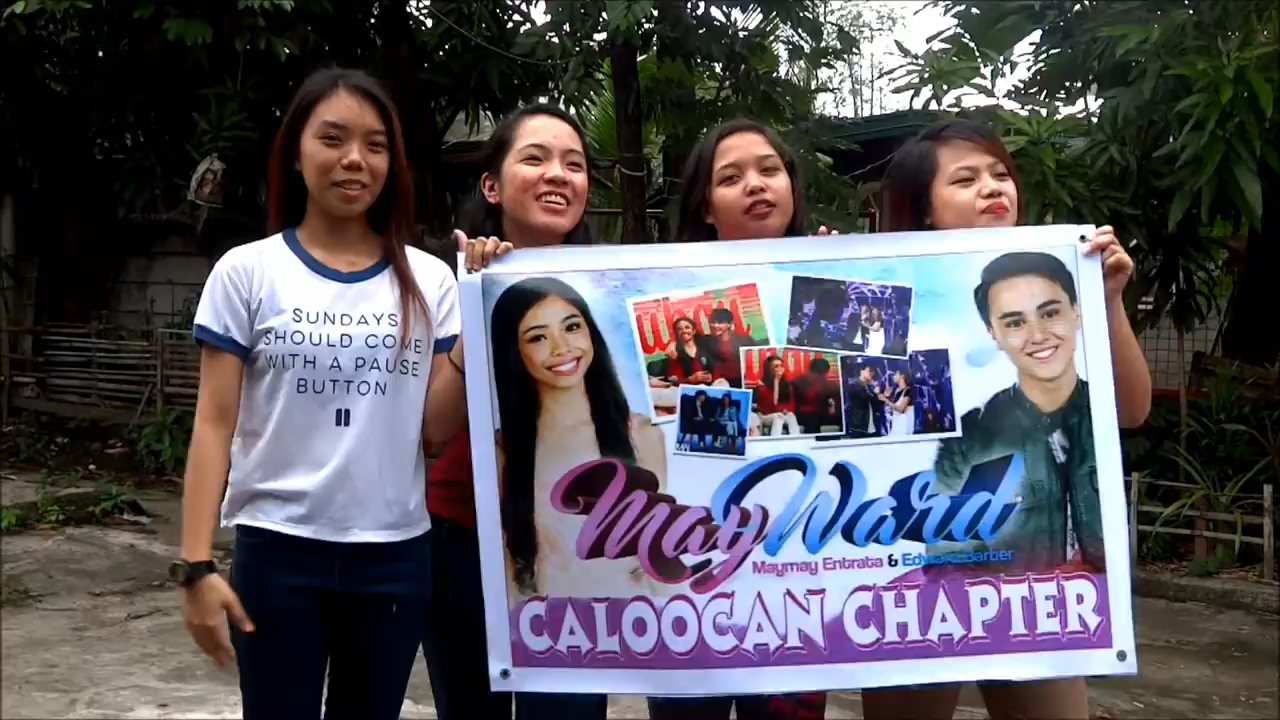 SUNDAYS
SHOULD COME
WITH A PAUSE
BUTTON
MayWard
Maymay Entrata & Edward Barber
CALOOCAN CHAPTER